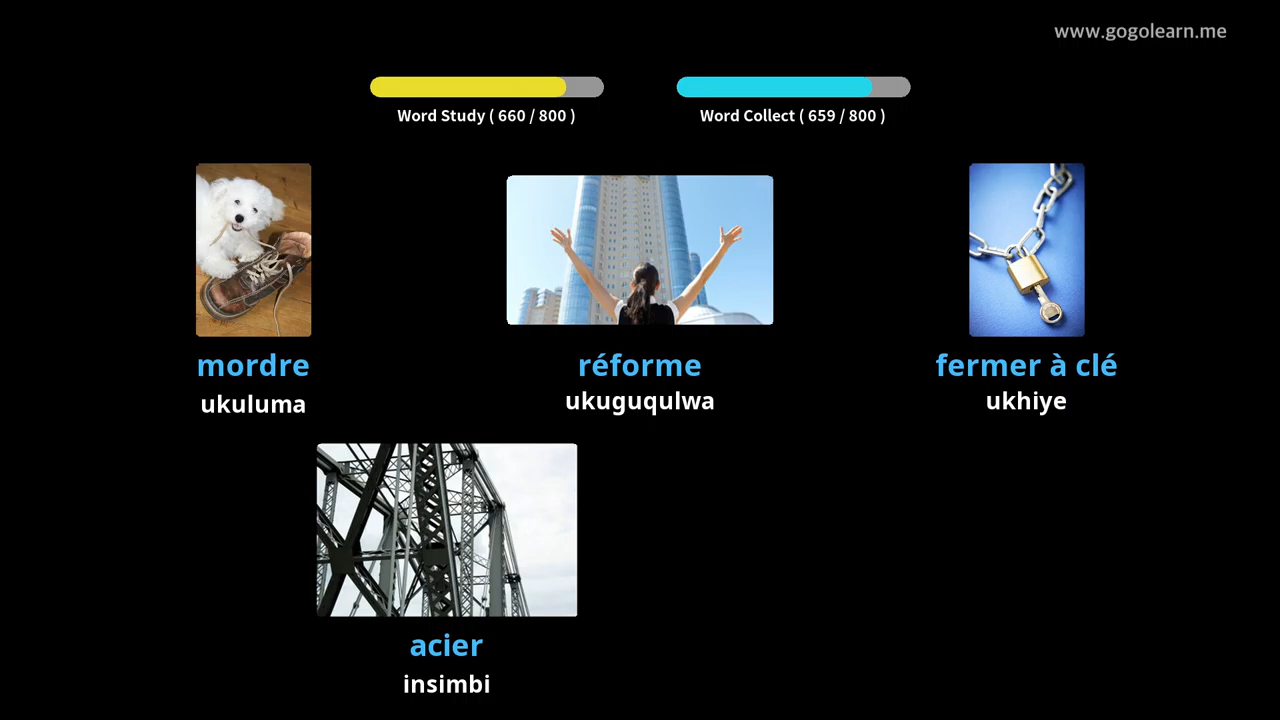 www.gogolearn.me
Word Study ( 660 / 800 )
Word Collect ( 659 / 800 )
mordre
ukuluma
réforme
ukuguqulwa
fermer à clé
ukhiye
acier
insimbi